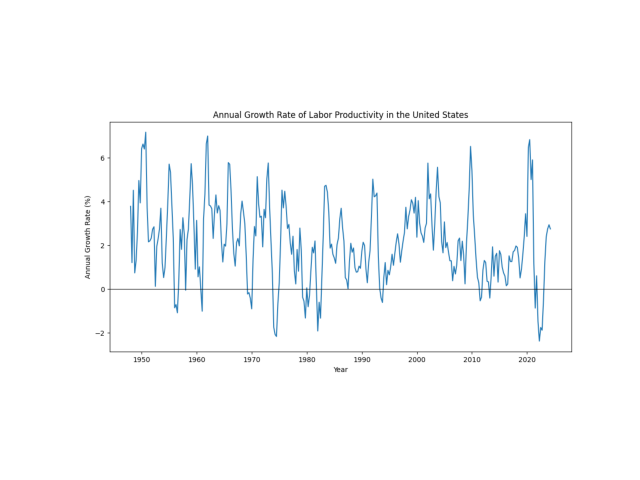 Annual Growth Rate of Labor Productivity in the United States
Annual Growth Rate (%)
6
4
2
0
−2
1950 1960 1970 1980 1990 2000 2010 2020
Year